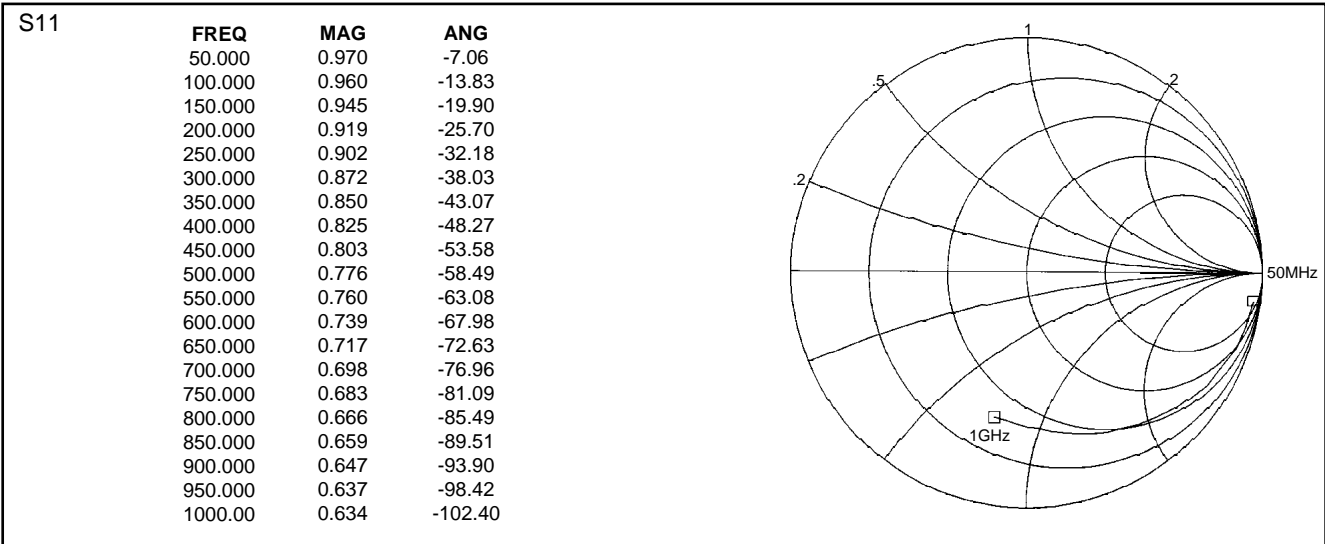 S11
FREQ MAG ANG
50.000 0.970 -7.06
100.000 0.960 -13.83
150.000 0.945 -19.90
200.000 0.919 -25.70
250.000 0.902 -32.18
300.000 0.872 -38.03
350.000 0.850 -43.07
400.000 0.825 -48.27
450.000 0.803 -53.58
500.000 0.776 -58.49
550.000 0.760 -63.08
600.000 0.739 -67.98
650.000 0.717 -72.63
700.000 0.698 -76.96
750.000 0.683 -81.09
800.000 0.666 -85.49
850.000 0.659 -89.51
900.000 0.647 -93.90
950.000 0.637 -98.42
1000.00 0.634 -102.40
1
.5
2
.2
50MHz
1GHz